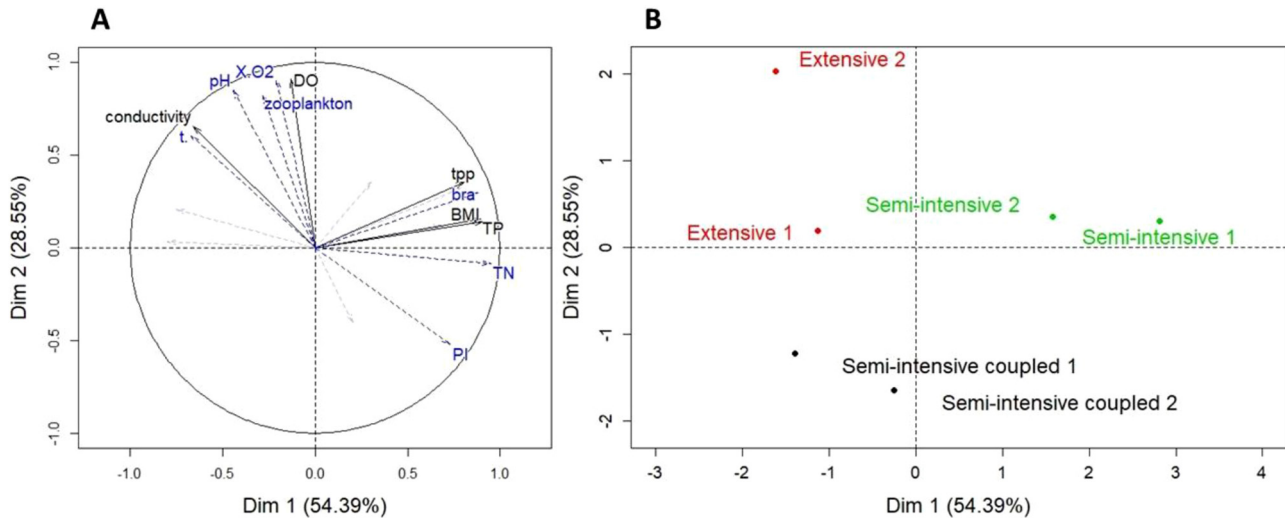 A
B
1.0
0.5
0.0
-0.5
-1.0
Dim 2 (28.55%)
pH
X.O2
DO
zooplankton
conductivity
t.
tpp
bra
BMI
TP
TN
PI
-1.0
-0.5
0.0
0.5
1.0
Dim 1 (54.39%)
2
1
0
-1
-2
Dim 2 (28.55%)
Extensive 2
Semi-intensive 2
Extensive 1
Semi-intensive 1
Semi-intensive coupled 1
Semi-intensive coupled 2
-3
-2
-1
0
1
2
3
4
Dim 1 (54.39%)